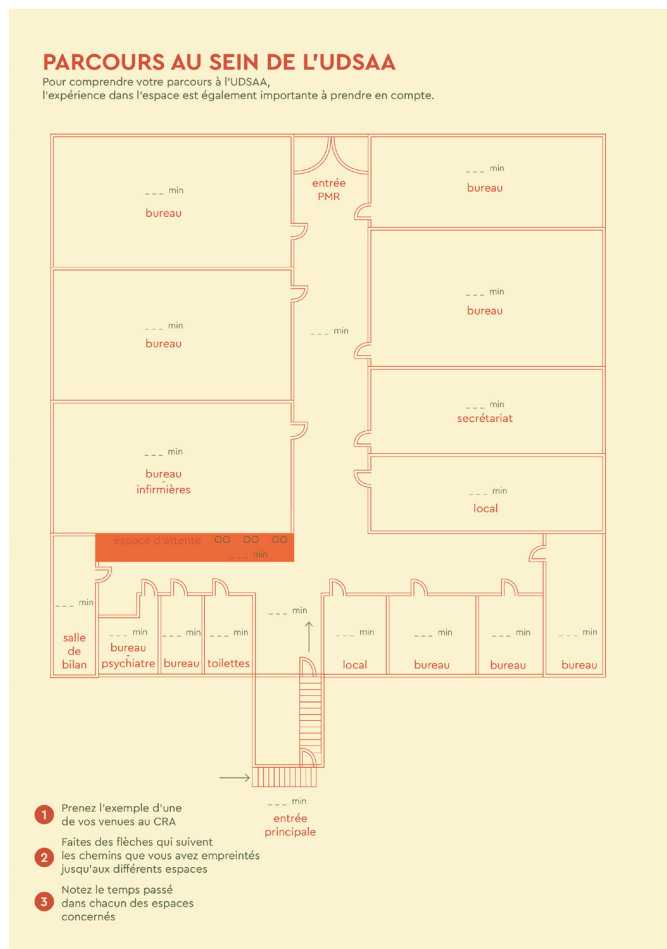 PARCOURS AU SEIN DE L'UDSAA
Pour comprendre votre parcours à l'UDSAA,
l'expérience dans l'espace est également importante à prendre en compte.
_ _ _ min
bureau
entrée
PMR
_ _ _ min
bureau
_ _ _ min
bureau
_ _ _ min
_ _ _ min
bureau
_ _ _ min
bureau
-
infirmières
_ _ _ min
secrétariat
_ _ _ min
local
espace d'attente
_ _ _ min
_ _ _ min
salle
de
bilan
_ _ _ min
bureau
-
psychiatre
_ _ _ min
bureau
_ _ _ min
toilettes
_ _ _ min
_ _ _ min
local
_ _ _ min
bureau
_ _ _ min
bureau
_ _ _ min
bureau
_ _ _ min
entrée
principale
1 Prenez l'exemple d'une
de vos venues au CRA
2 Faites des flèches qui suivent
les chemins que vous avez empreintés
jusqu'aux différents espaces
3 Notez le temps passé
dans chacun des espaces
concernés